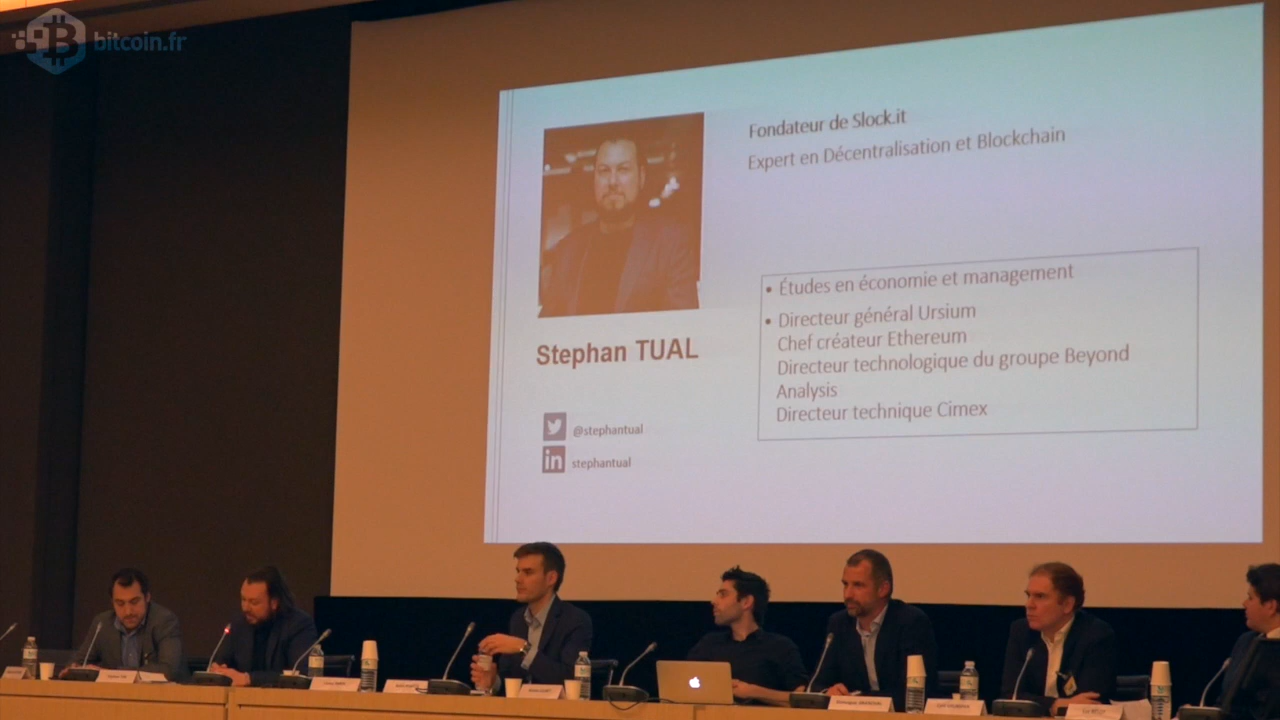 bitcoin.fr
Fondateur de Slock.it
Expert en Décentralisation et Blockchain
Stephan TUAL
@stephantual
in stephantual
• Études en économie et management
• Directeur général Ursium
Chef créateur Ethereum
Directeur technologique du groupe Beyond
Analysis
Directeur technique Cimex